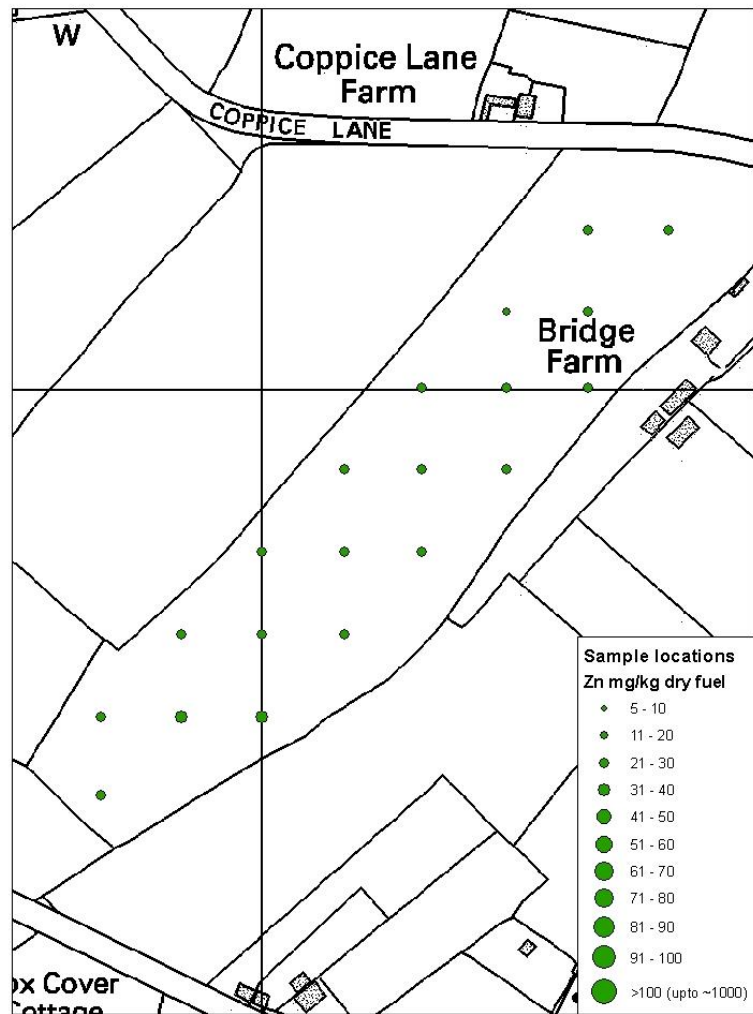 W
Coppice Lane
Farm
COPPICE LANE
Bridge
Farm
Sample locations
Zn mg/kg dry fuel
5 - 10
11 - 20
21 - 30
31 - 40
41 - 50
51 - 60
61 - 70
71 - 80
81 - 90
91 - 100
>100 (upto ~1000)
ox Cover
Cottage